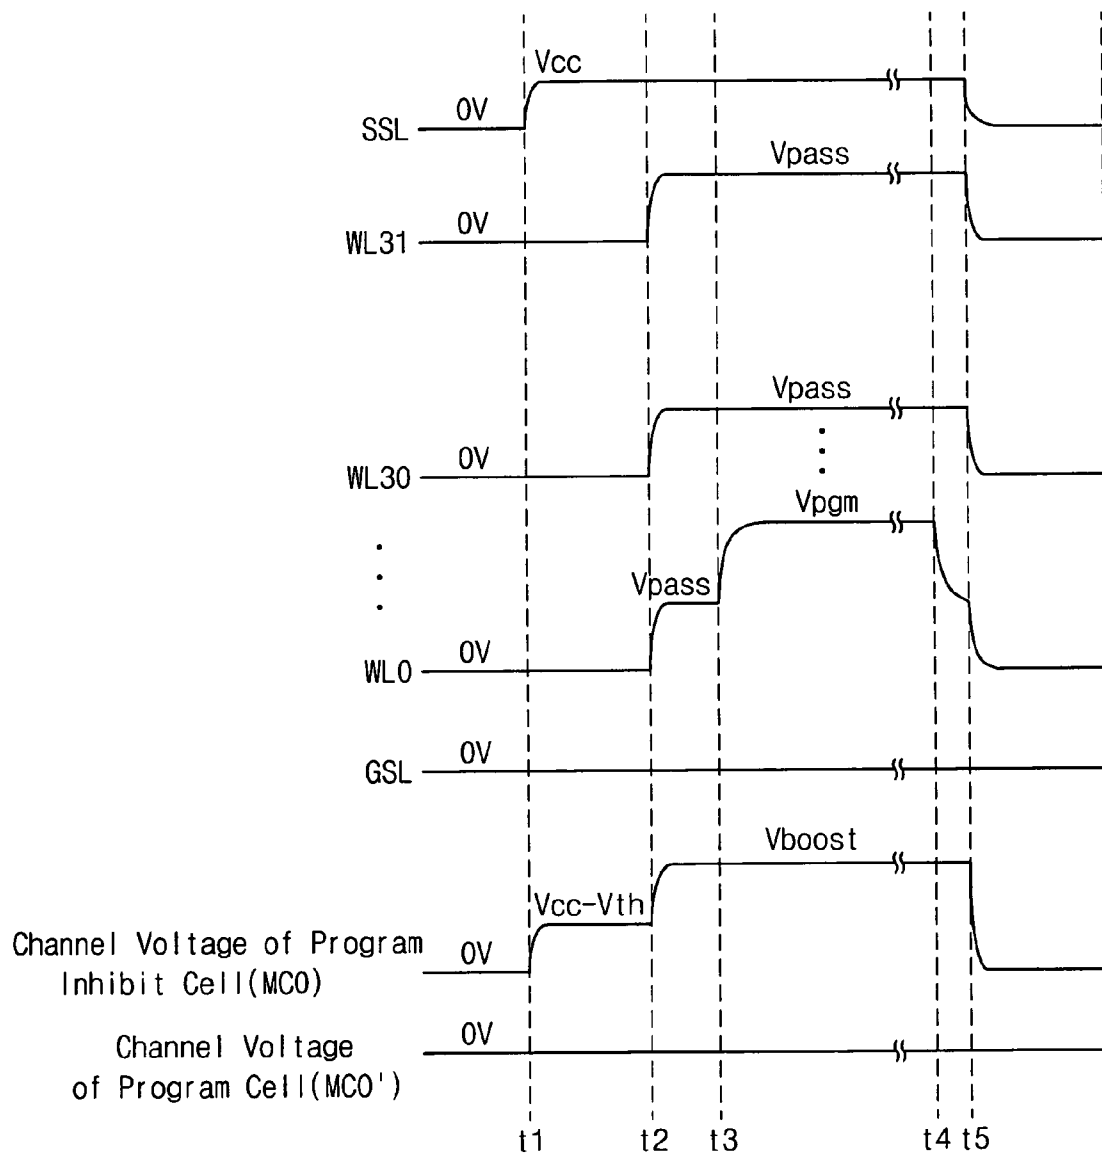 Vcc
0V
SSL
Vpass
0V
WL31
Vpass
0V
WL30
Vpgm
Vpass
0V
WL0
0V
GSL
Vboost
Vcc-Vth
Channel Voltage of Program
0V
Inhibit Cell(MC0)
0V
Channel Voltage
of Program Cell(MC0')
t1 t2 t3 t4 t5